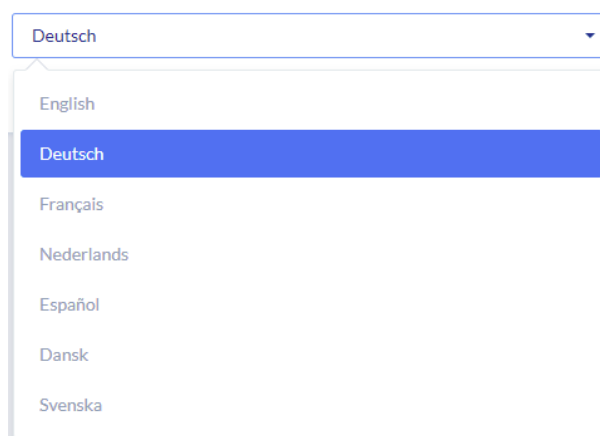 Deutsch
English
Deutsch
Français
Nederlands
Español
Dansk
Svenska